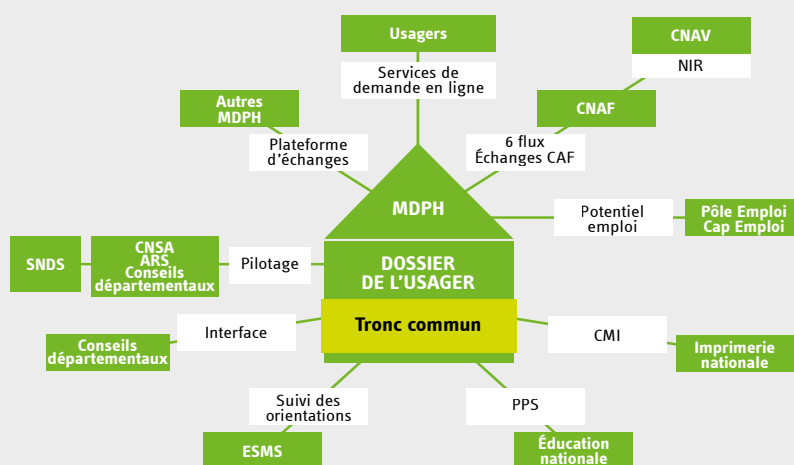 Usagers
Services de
demande en ligne
CNAV
NIR
Autres
MDPH
Plateforme
d'échanges
CNAF
6 flux
Échanges CAF
MDPH
Potentiel
emploi
Pôle Emploi
Cap Emploi
SNDS
CNSA
ARS
Conseils
départementaux
Pilotage
DOSSIER
DE L'USAGER
Tronc commun
Interface
Conseils
départementaux
CMI
Imprimerie
nationale
Suivi des
orientations
ESMS
PPS
Éducation
nationale